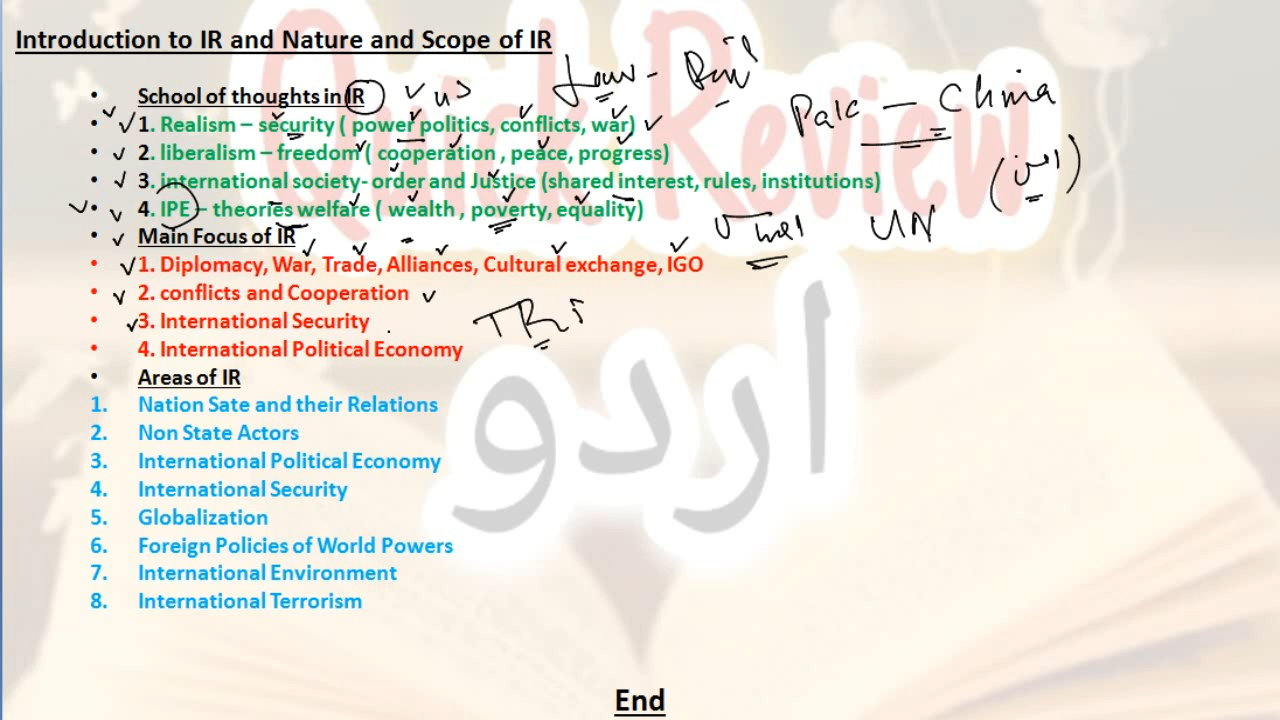 Introduction to IR and Nature and Scope of IR
• School of thoughts in IR
• 1. Realism – security ( power politics, conflicts, war)
• 2. liberalism – freedom ( cooperation , peace, progress)
• 3. international society- order and Justice (shared interest, rules, institutions)
• 4. IPE – theories welfare ( wealth , poverty, equality)
• Main Focus of IR
• 1. Diplomacy, War, Trade, Alliances, Cultural exchange, IGO
• 2. conflicts and Cooperation
• 3. International Security
• 4. International Political Economy
• Areas of IR
1. Nation Sate and their Relations
2. Non State Actors
3. International Political Economy
4. International Security
5. Globalization
6. Foreign Policies of World Powers
7. International Environment
8. International Terrorism
End
Quick Review
اردو
Pak – China
UN